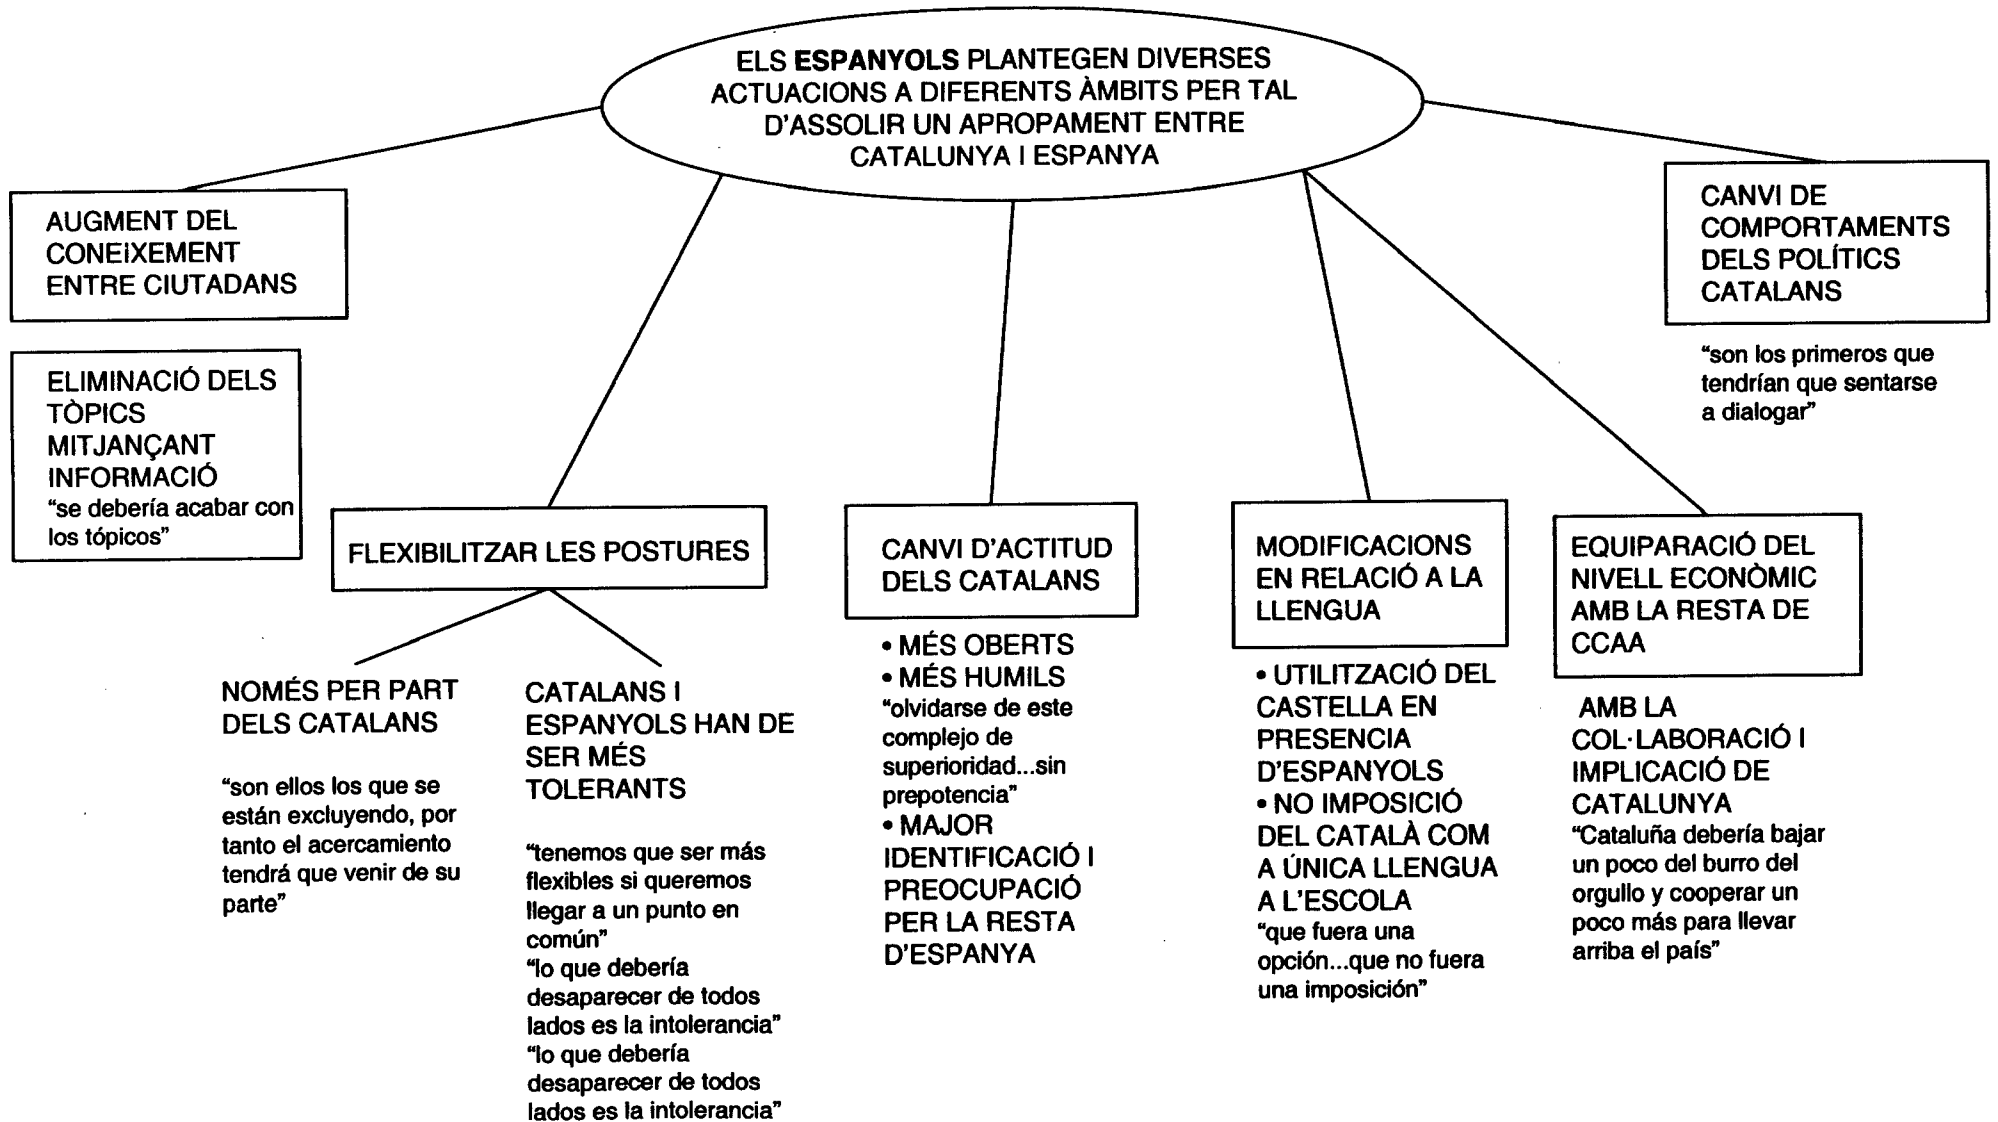 ELS ESPANYOLS PLANTEGEN DIVERSES
ACTUACIONS A DIFERENTS ÀMBITS PER TAL
D'ASSOLIR UN APROPAMENT ENTRE
CATALUNYA I ESPANYA
AUGMENT DEL
CONEIXEMENT
ENTRE CIUTADANS
ELIMINACIÓ DELS
TÒPICS
MITJANÇANT
INFORMACIÓ
“se debería acabar con
los tópicos”
FLEXIBILITZAR LES POSTURES
NOMÉS PER PART
DELS CATALANS
“son ellos los que se
están excluyendo, por
tanto el acercamiento
tendrá que venir de su
parte”
CATALANS I
ESPANYOLS HAN DE
SER MÉS
TOLERANTS
“tenemos que ser más
flexibles si queremos
llegar a un punto en
común”
“lo que debería
desaparecer de todos
lados es la intolerancia”
“lo que debería
desaparecer de todos
lados es la intolerancia”
CANVI D'ACTITUD
DELS CATALANS
• MÉS OBERTS
• MÉS HUMILS
“olvidarse de este
complejo de
superioridad...sin
prepotencia”
• MAJOR
IDENTIFICACIÓ I
PREOCUPACIÓ
PER LA RESTA
D'ESPANYA
MODIFICACIONS
EN RELACIÓ A LA
LLENGUA
• UTILITZACIÓ DEL
CASTELLA EN
PRESENCIA
D'ESPANYOLS
• NO IMPOSICIÓ
DEL CATALÀ COM
A ÚNICA LLENGUA
A L'ESCOLA
“que fuera una
opción...que no fuera
una imposición”
EQUIPARACIÓ DEL
NIVELL ECONÒMIC
AMB LA RESTA DE
CCAA
AMB LA
COL·LABORACIÓ I
IMPLICACIÓ DE
CATALUNYA
“Cataluña debería bajar
un poco del burro del
orgullo y cooperar un
poco más para llevar
arriba el país”
CANVI DE
COMPORTAMENTS
DELS POLÍTICS
CATALANS
“son los primeros que
tendrían que sentarse
a dialogar”